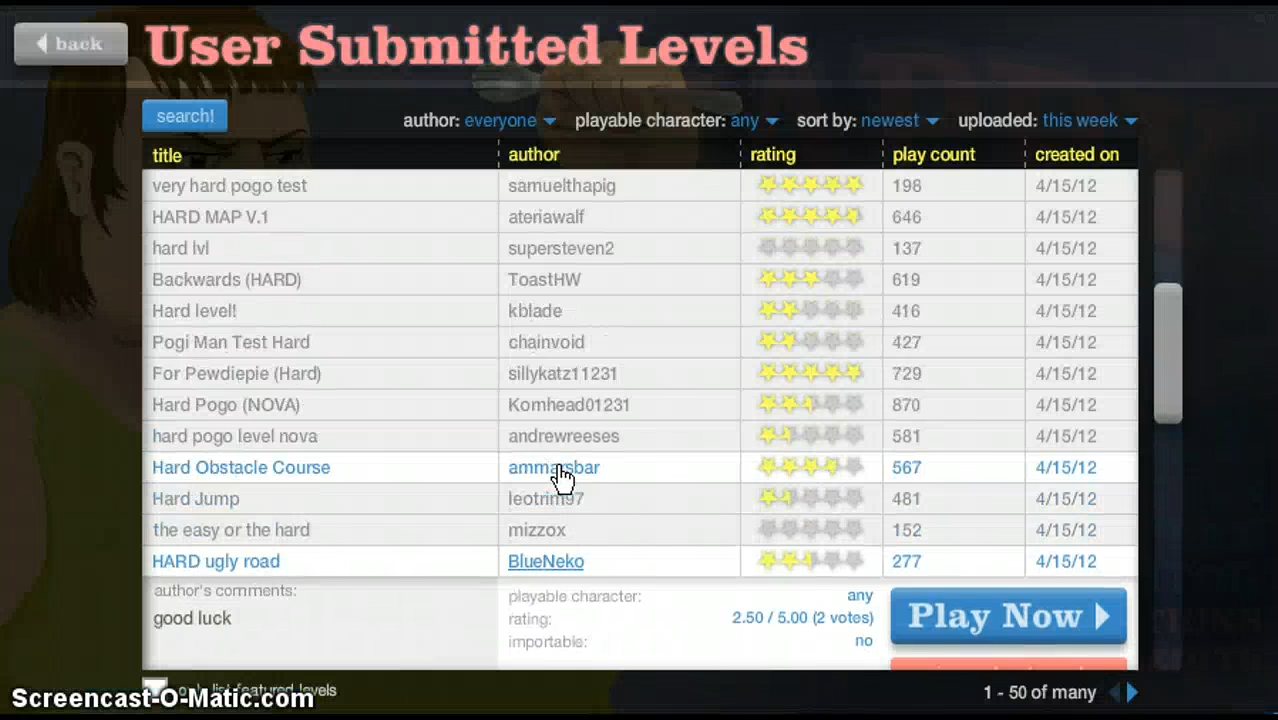 back
User Submitted Levels
search!
author: everyone playable character: any sort by: newest uploaded: this week
title author rating play count created on
very hard pogo test samuelthapig 198 4/15/12
HARD MAP V.1 ateriawalf 646 4/15/12
hard lvl supersteven2 137 4/15/12
Backwards (HARD) ToastHW 619 4/15/12
Hard level! kblade 416 4/15/12
Pogi Man Test Hard chainvoid 427 4/15/12
For Pewdiepie (Hard) sillykatz11231 729 4/15/12
Hard Pogo (NOVA) Kornhead01231 870 4/15/12
hard pogo level nova andrewreeses 581 4/15/12
Hard Obstacle Course 567 4/15/12
Hard Jump leotrim97 481 4/15/12
the easy or the hard mizzox 152 4/15/12
HARD ugly road BlueNeko 277 4/15/12
author's comments:
good luck
playable character: any
rating: 2.50 / 5.00 (2 votes)
importable: no
Play Now
list featured levels
1 - 50 of many
Screencast-O-Matic.com